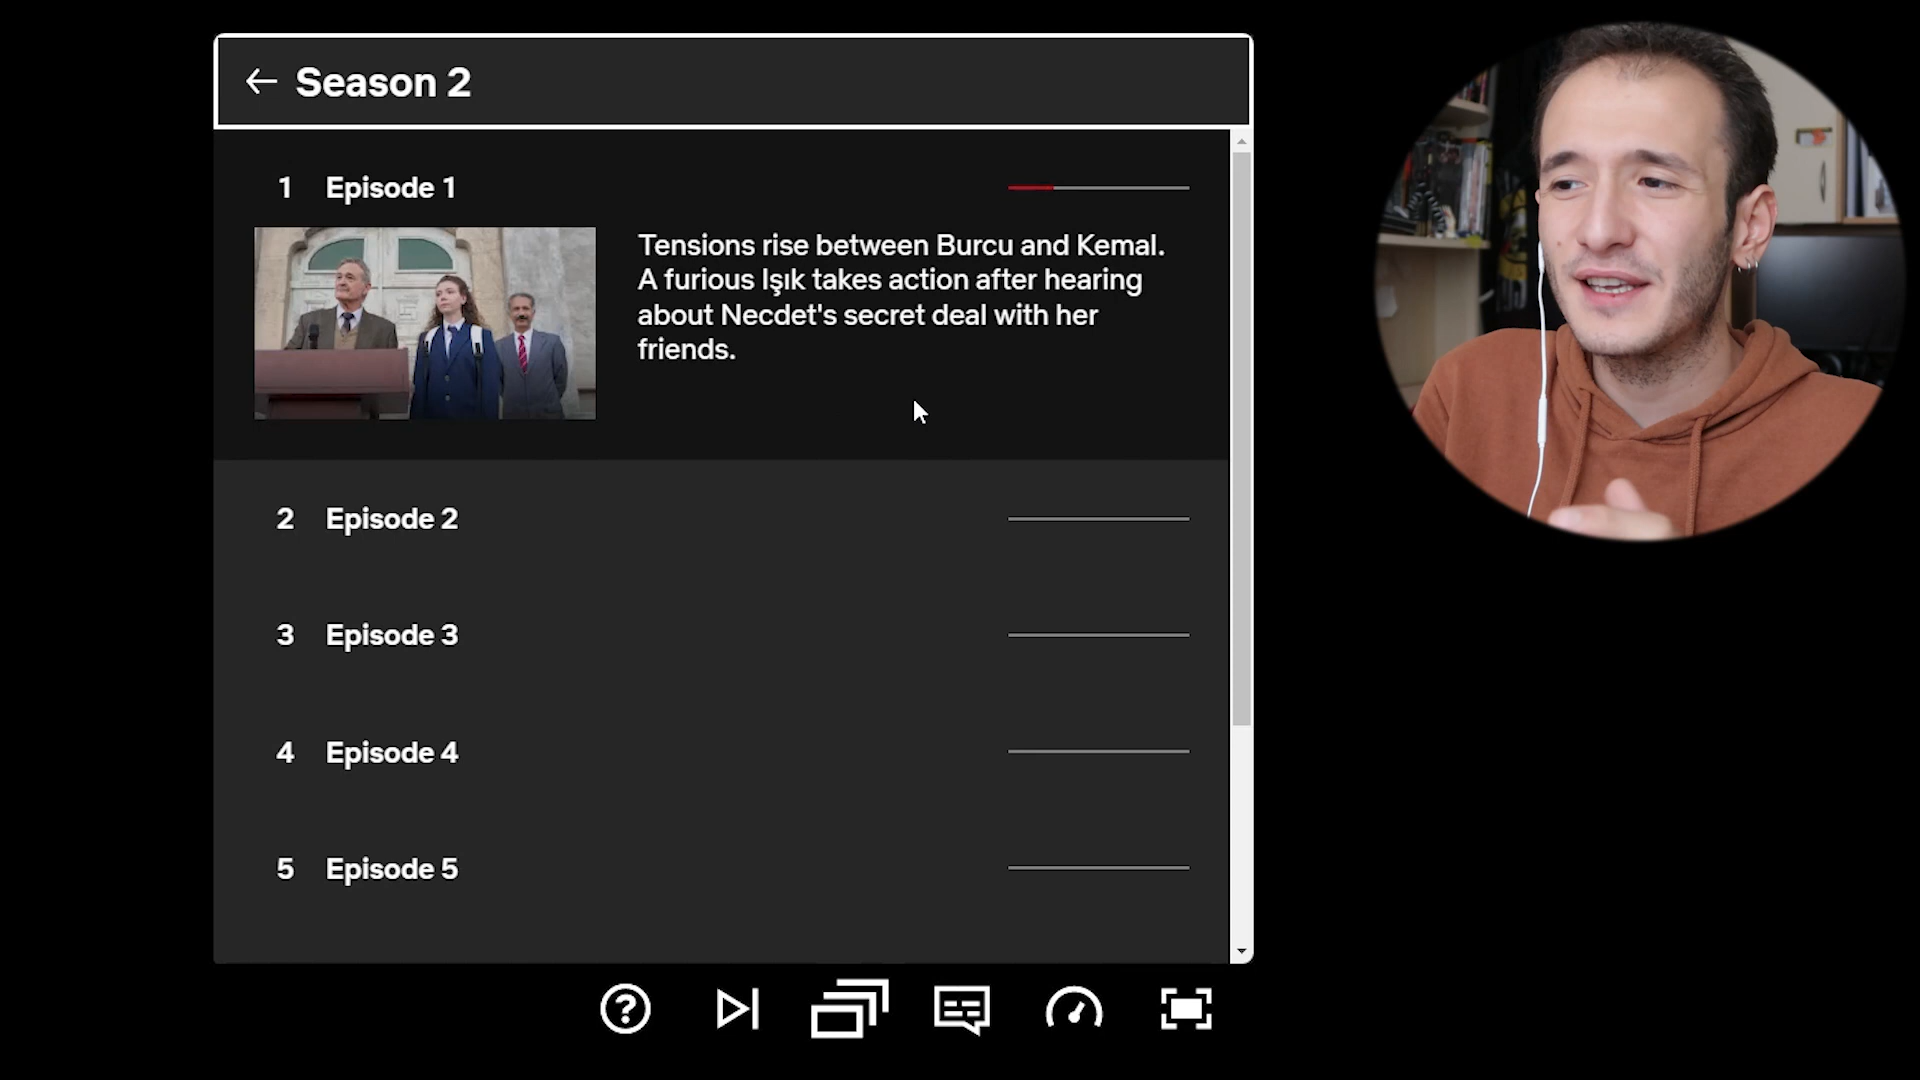 Season 2
1 Episode 1
Tensions rise between Burcu and Kemal.
A furious Işık takes action after hearing
about Necdet's secret deal with her
friends.
2 Episode 2
3 Episode 3
4 Episode 4
5 Episode 5